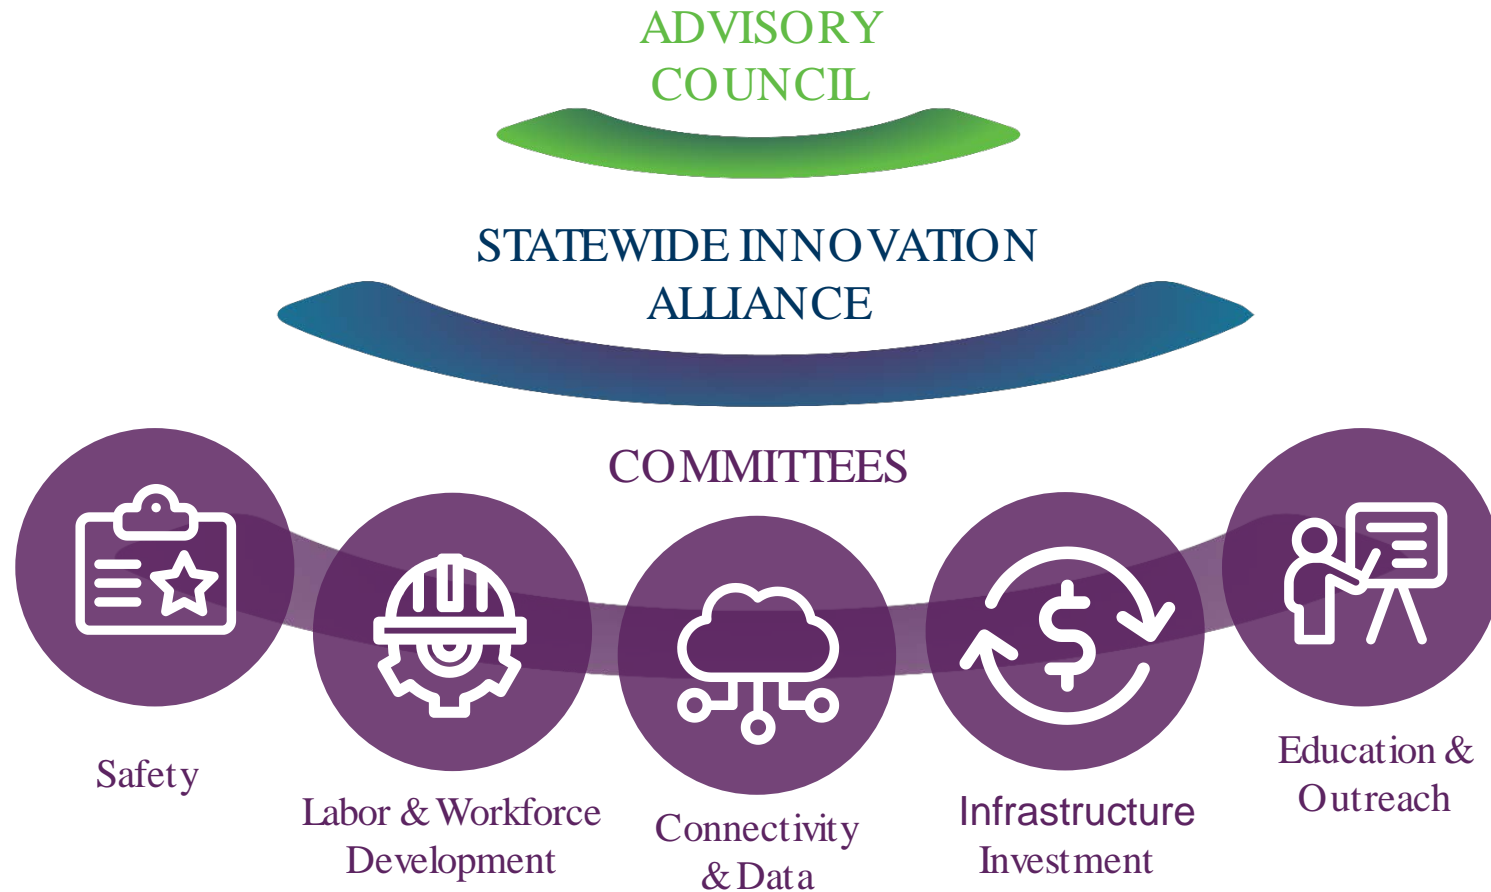 ADVISORY
COUNCIL
STATEWIDE INNOVATION
ALLIANCE
COMMITTEES
Safety
Labor & Workforce
Development
Connectivity
& Data
Infrastructure
Investment
Education &
Outreach